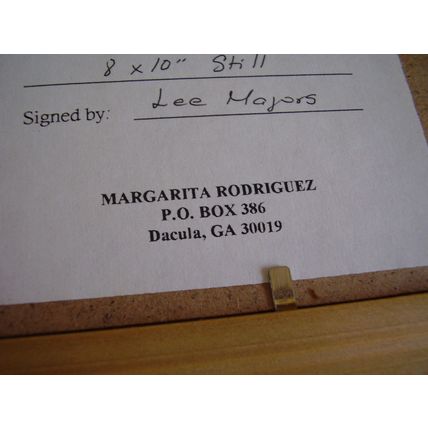 8 x 10" Still
Signed by: Lee Majors
MARGARITA RODRIGUEZ
P.O. BOX 386
Dacula, GA 30019